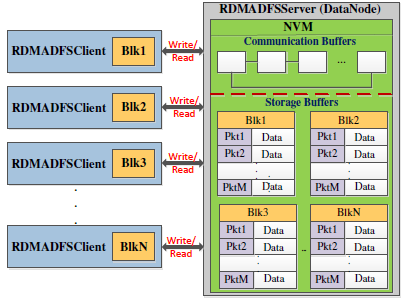 RDMADFSServer (DataNode)
NVM
Communication Buffers
...
Storage Buffers
RDMADFSClient Blk1
Write/
Read
RDMADFSClient Blk2
Write/
Read
RDMADFSClient Blk3
Write/
Read
RDMADFSClient BlkN
Write/
Read
Blk1
Pkt1 Data
Pkt2 Data
PktM Data
Blk2
Pkt1 Data
Pkt2 Data
PktM Data
Blk3
Pkt1 Data
Pkt2 Data
PktM Data
..
BlkN
Pkt1 Data
Pkt2 Data
PktM Data